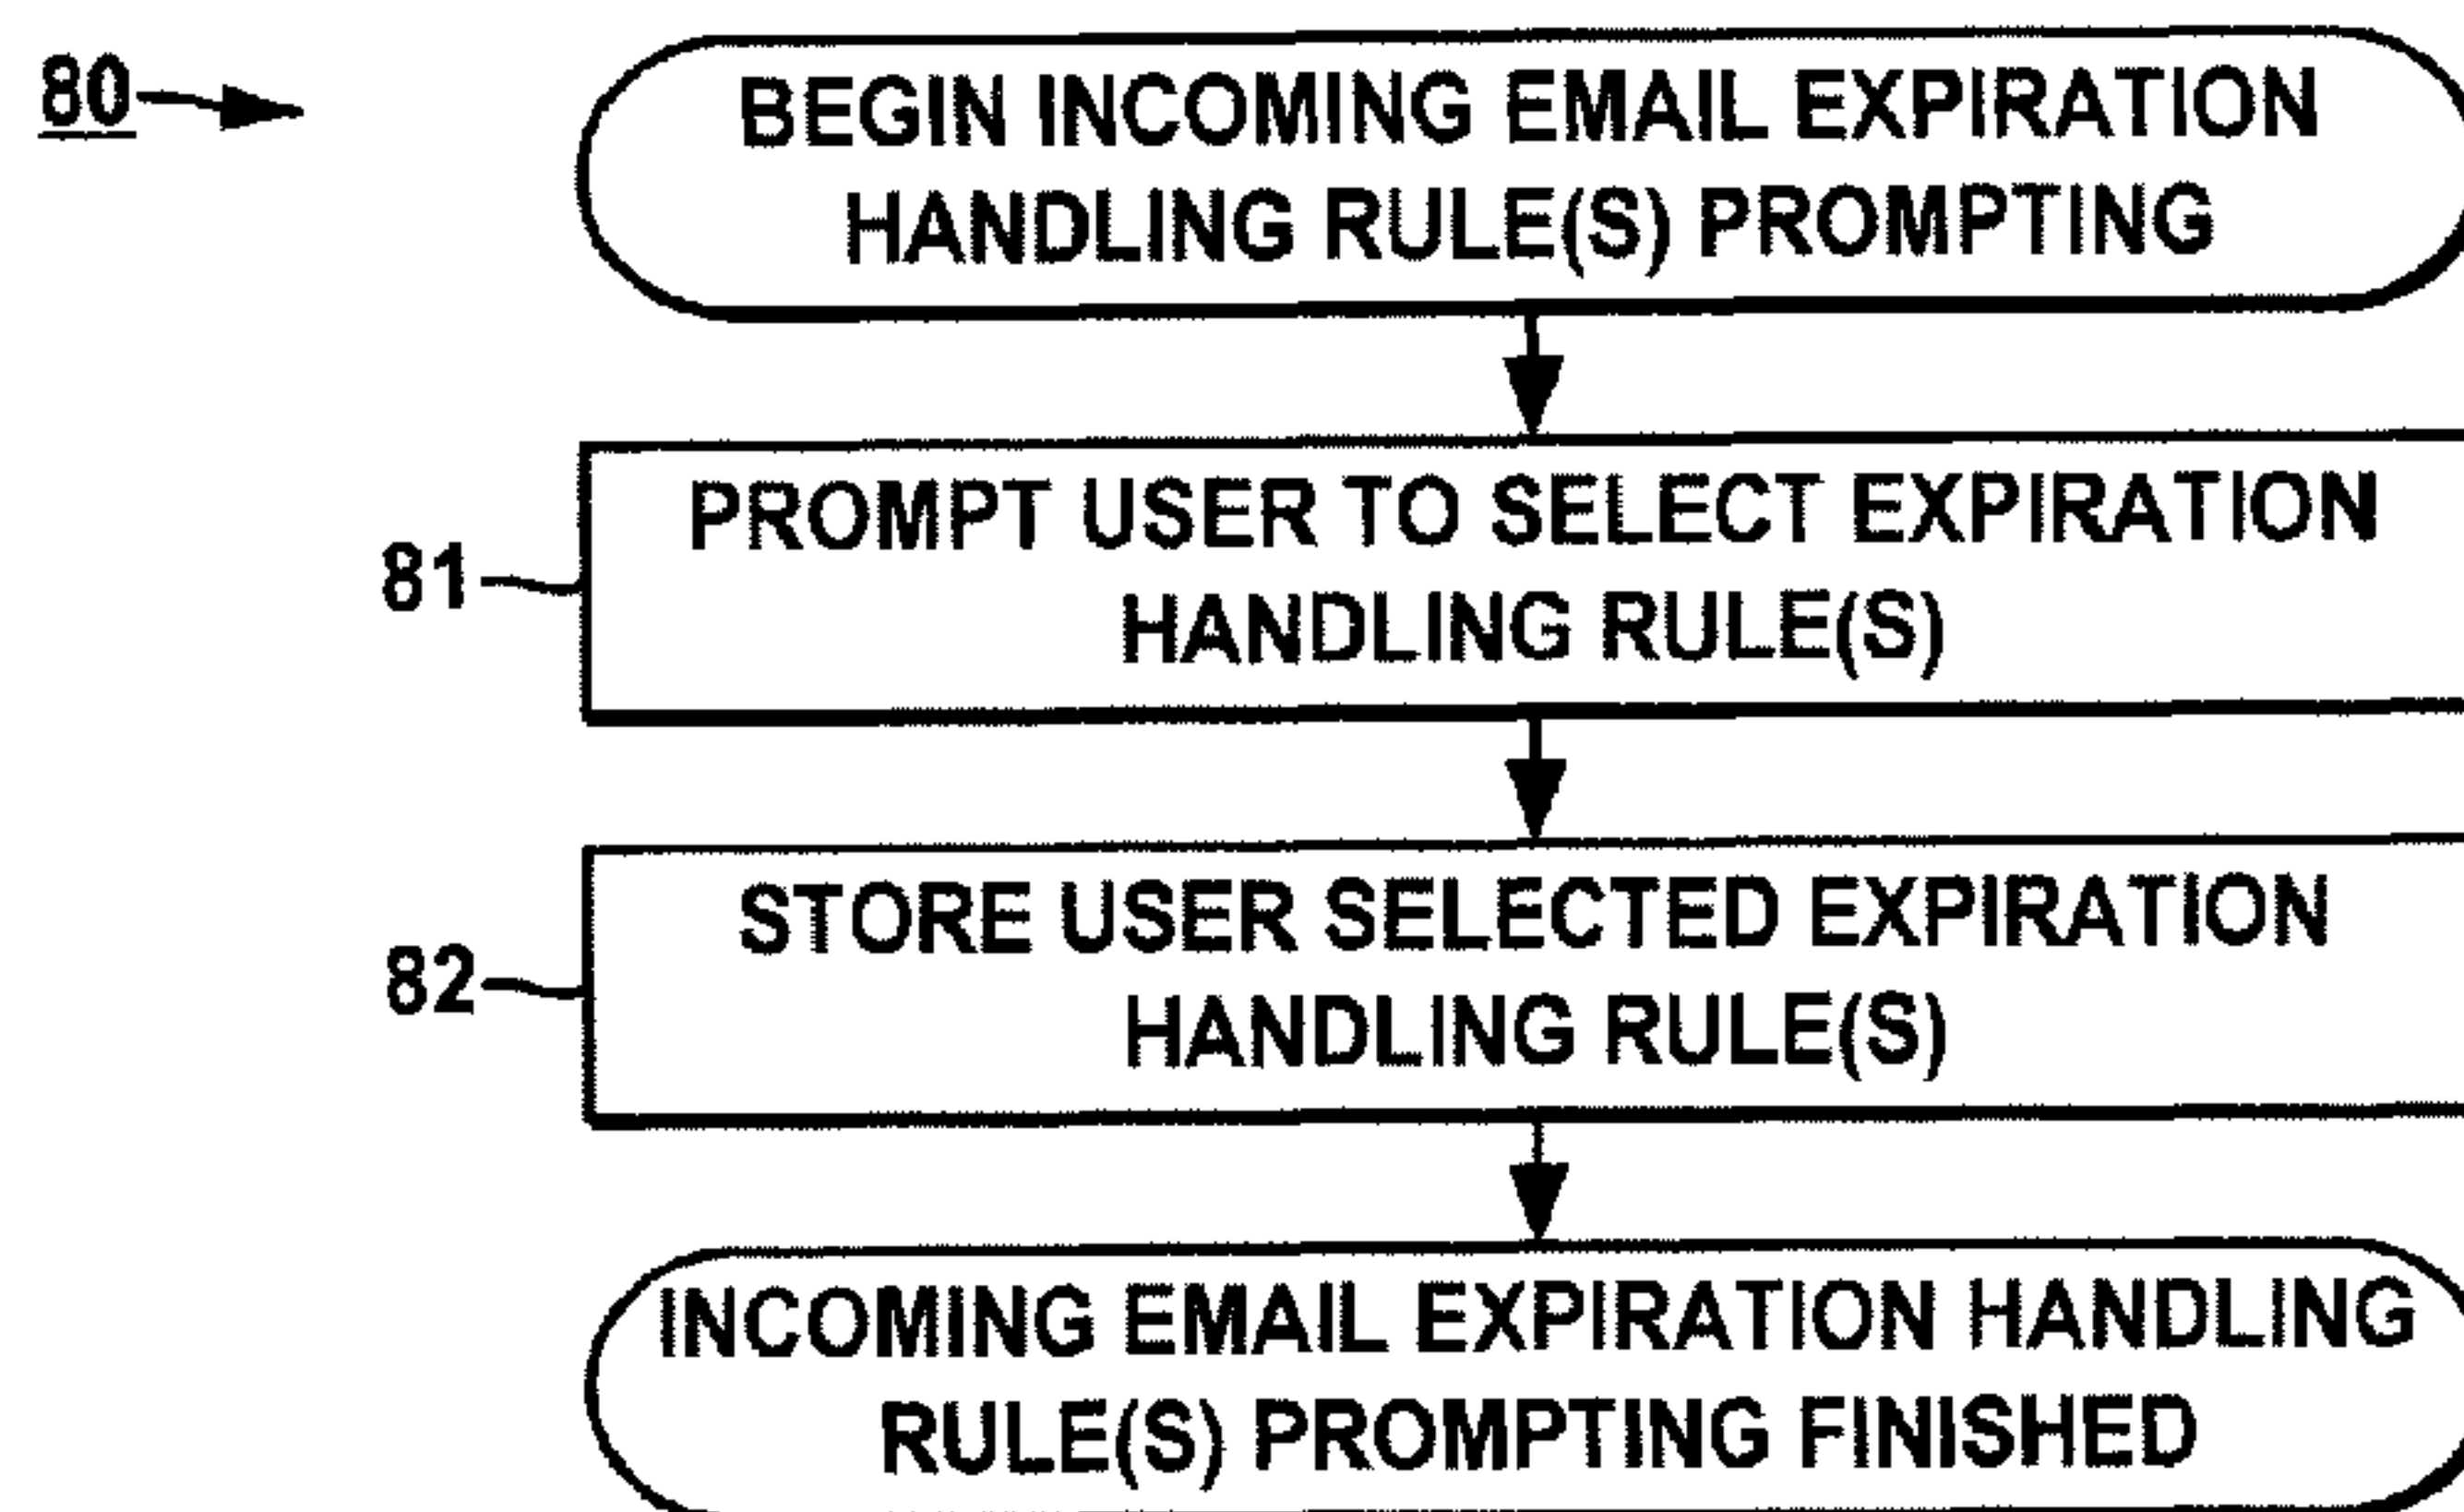 80
BEGIN INCOMING EMAIL EXPIRATION
HANDLING RULE(S) PROMPTING
PROMPT USER TO SELECT EXPIRATION
HANDLING RULE(S)
81
STORE USER SELECTED EXPIRATION
HANDLING RULE(S)
82
INCOMING EMAIL EXPIRATION HANDLING
RULE(S) PROMPTING FINISHED